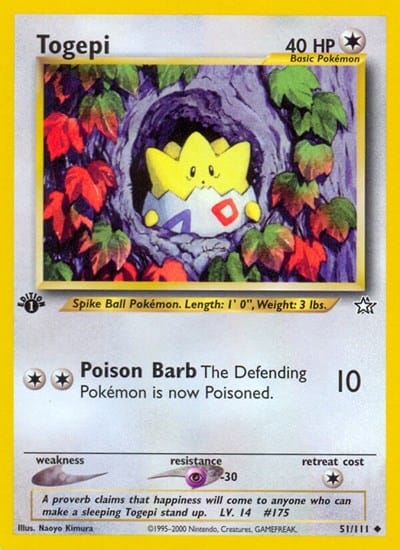 Togepi
40 HP
Basic Pokémon
EDITION
1
Spike Ball Pokémon. Length: 1' 0", Weight: 3 lbs.
Poison Barb The Defending
Pokémon is now Poisoned.
10
weakness
resistance
retreat cost
-30
A proverb claims that happiness will come to anyone who can
make a sleeping Togepi stand up. LV. 14 #175
Illus. Naoyo Kimura
©1995-2000 Nintendo, Creatures, GAMEFREAK.
51/111